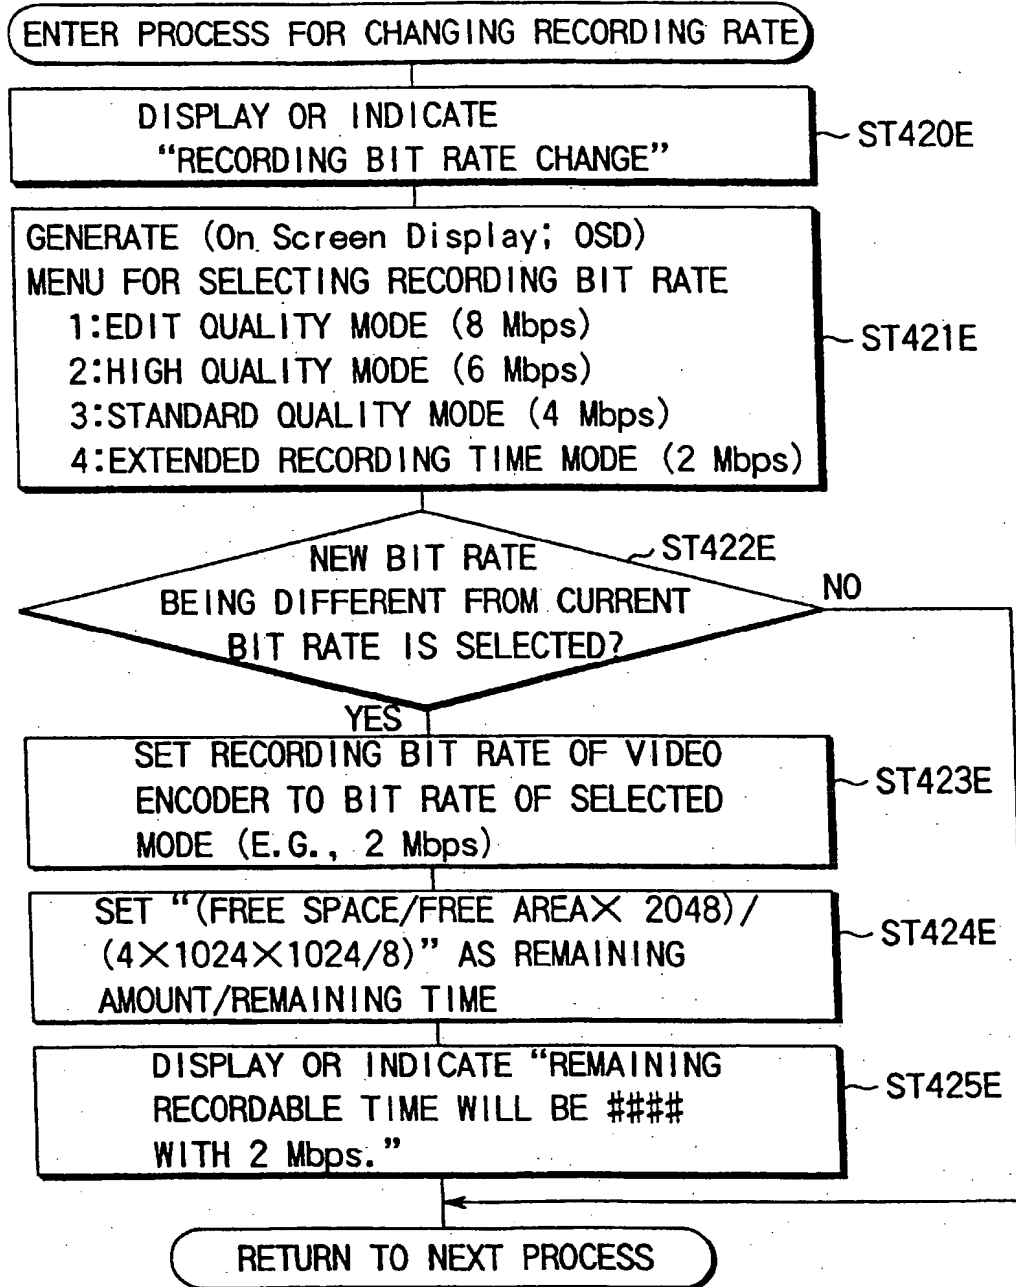 ENTER PROCESS FOR CHANGING RECORDING RATE
DISPLAY OR INDICATE
“RECORDING BIT RATE CHANGE”
ST420E
GENERATE (On Screen Display; OSD)
MENU FOR SELECTING RECORDING BIT RATE
1:EDIT QUALITY MODE (8 Mbps)
2:HIGH QUALITY MODE (6 Mbps)
3:STANDARD QUALITY MODE (4 Mbps)
4:EXTENDED RECORDING TIME MODE (2 Mbps)
ST421E
NEW BIT RATE
BEING DIFFERENT FROM CURRENT
BIT RATE IS SELECTED?
ST422E
NO
YES
SET RECORDING BIT RATE OF VIDEO
ENCODER TO BIT RATE OF SELECTED
MODE (E.G., 2 Mbps)
ST423E
SET “(FREE SPACE/FREE AREA× 2048)/
(4×1024×1024/8)” AS REMAINING
AMOUNT/REMAINING TIME
ST424E
DISPLAY OR INDICATE “REMAINING
RECORDABLE TIME WILL BE ####
WITH 2 Mbps.”
ST425E
RETURN TO NEXT PROCESS